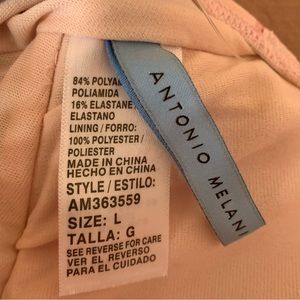 84% POLYAM
POLIAMIDA
16% ELASTANE
ELASTANO
LINING / FORRO:
100% POLYESTER/
POLIESTER
MADE IN CHINA
HECHO EN CHINA
STYLE / ESTILO:
AM363559
SIZE: L
TALLA: G
SEE REVERSE FOR CARE
VER EL REVERSO
PARA EL CUIDADO
ANTONIO MELANI